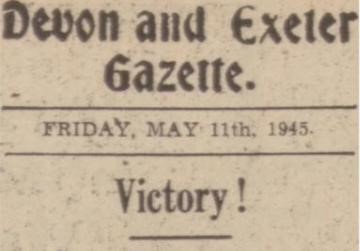 Devon and Exeter
Gazette.
FRIDAY, MAY 11th, 1945.
Victory!